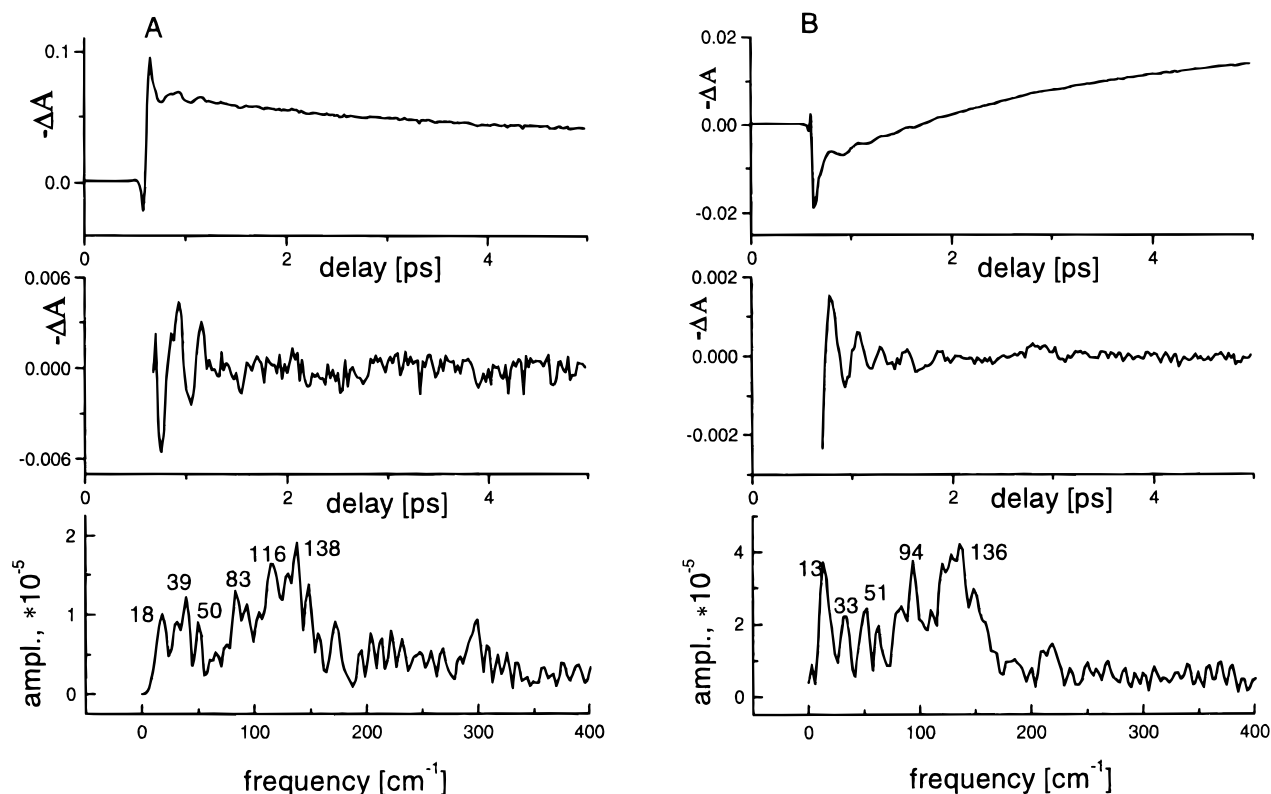 A
0.1
0.0
-ΔA
0 2 4
delay [ps]
0.006
0.000
-0.006
-ΔA
0 2 4
delay [ps]
2
1
0
ampl., *10⁻⁵
18
39
50
83
116
138
0 100 200 300 400
frequency [cm⁻¹]
B
0.02
0.00
-0.02
-ΔA
0 2 4
delay [ps]
0.002
0.000
-0.002
-ΔA
0 2 4
delay [ps]
4
2
0
ampl., *10⁻⁵
13
33
51
94
136
0 100 200 300 400
frequency [cm⁻¹]